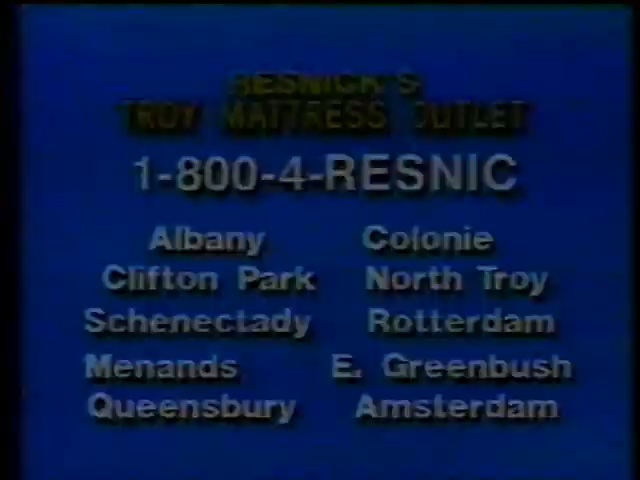 RESNICK'S
TROY MATTRESS OUTLET
1-800-4-RESNIC
Albany Colonie
Clifton Park North Troy
Schenectady Rotterdam
Menands E. Greenbush
Queensbury Amsterdam